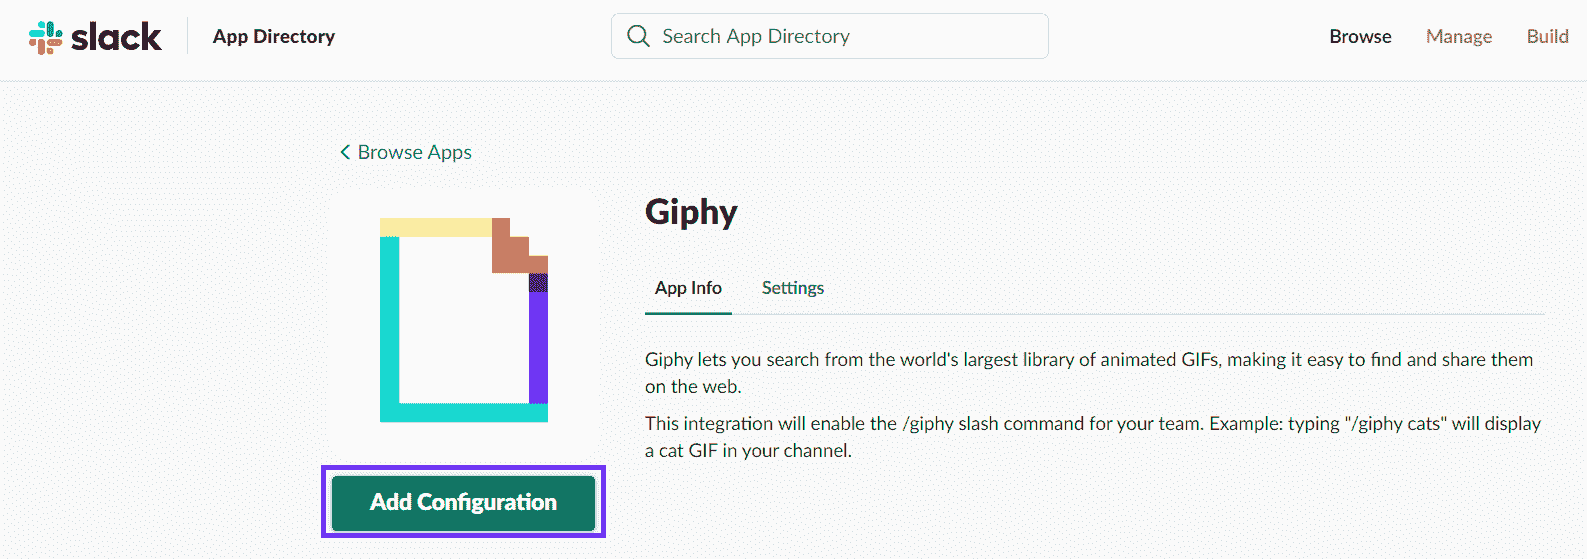 slack App Directory Search App Directory Browse Manage Build
Browse Apps
Giphy
App Info Settings
Giphy lets you search from the world's largest library of animated GIFs, making it easy to find and share them
on the web.
This integration will enable the /giphy slash command for your team. Example: typing "/giphy cats" will display
a cat GIF in your channel.
Add Configuration